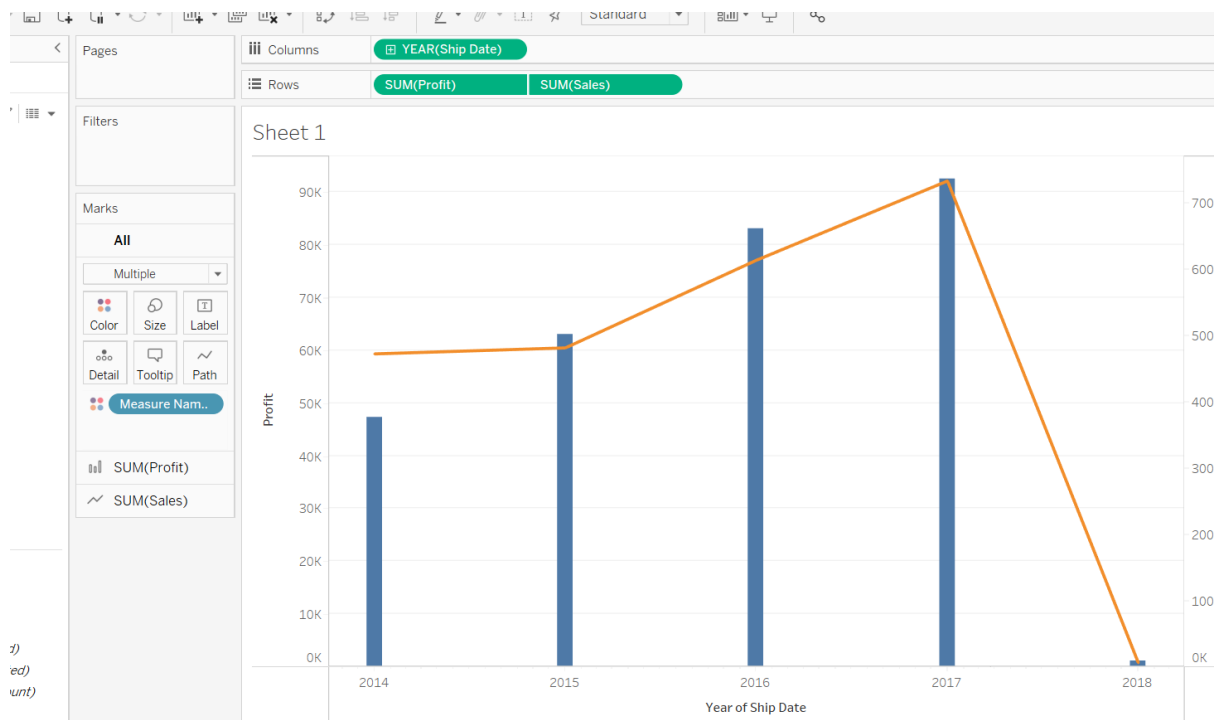 Standard
Pages
Columns
YEAR(Ship Date)
Rows
SUM(Profit)
SUM(Sales)
Filters
Sheet 1
Marks
All
Multiple
Color
Size
Label
Detail
Tooltip
Path
Measure Nam..
SUM(Profit)
SUM(Sales)
Profit
90K
80K
70K
60K
50K
40K
30K
20K
10K
0K
700
600
500
400
300
200
100
0K
2014
2015
2016
2017
2018
Year of Ship Date
d)
ed)
unt)